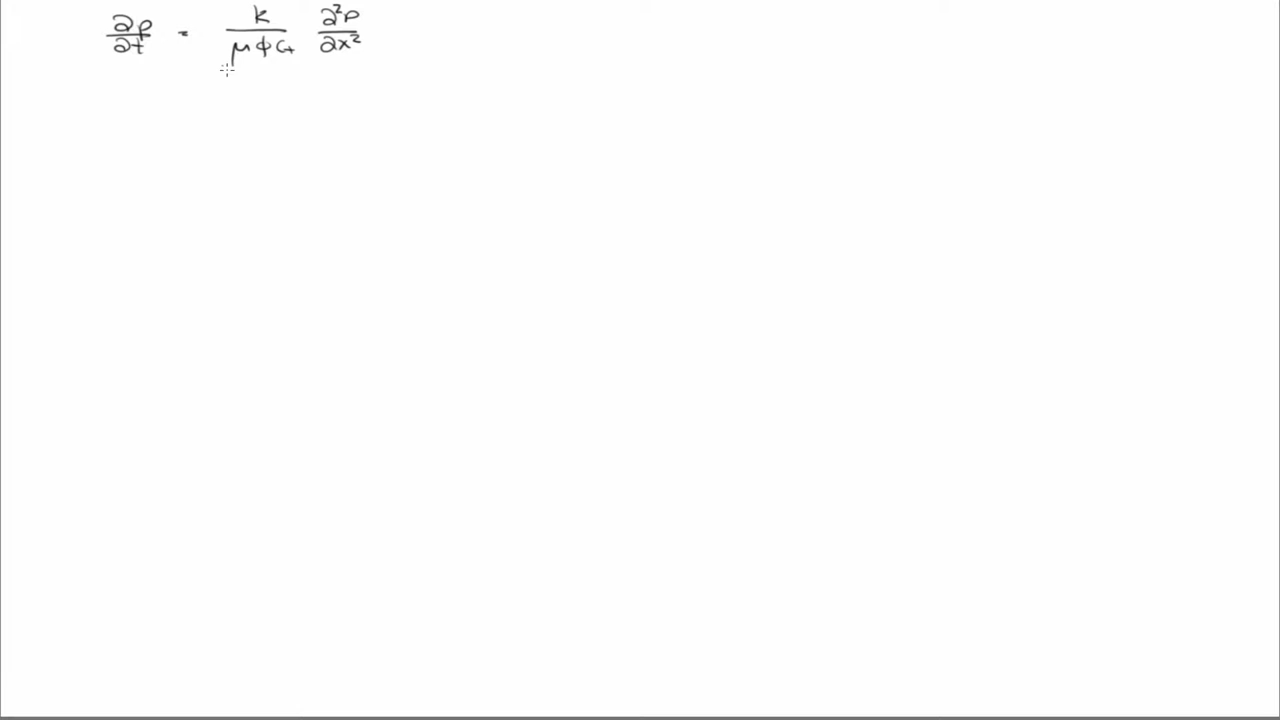 ∂p/∂t = k/(μϕc_t) ∂²p/∂x²